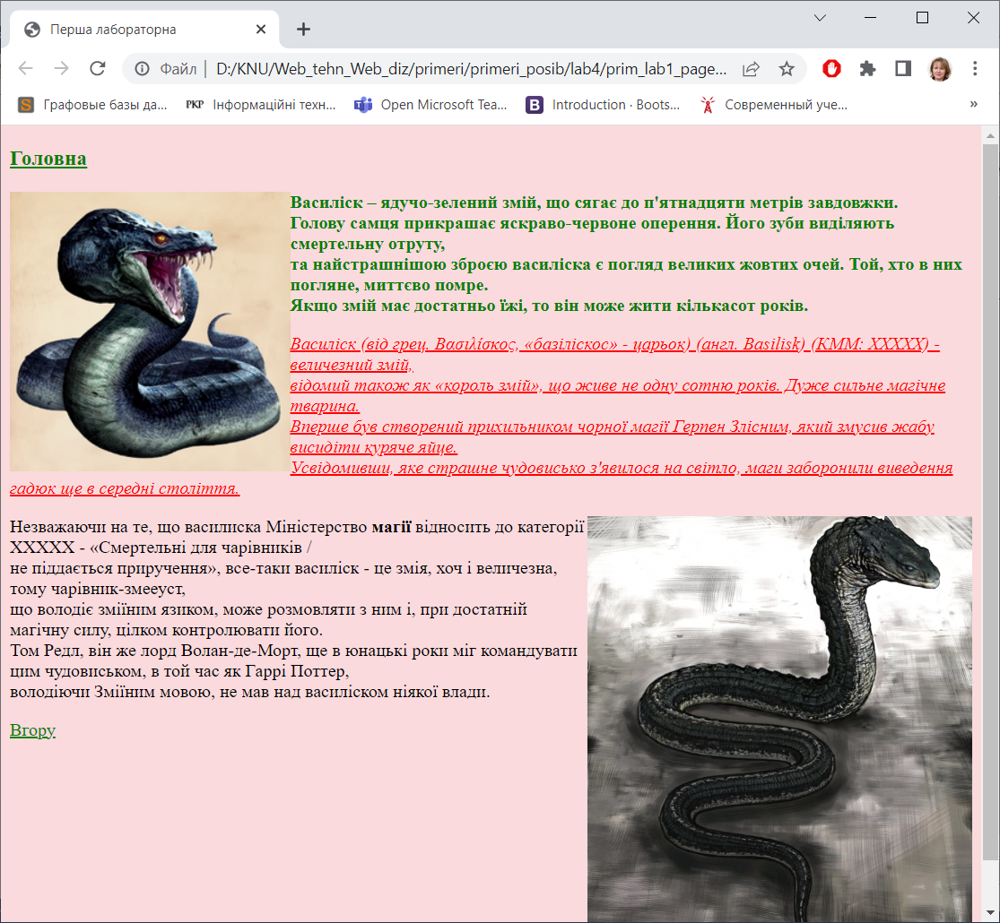 Перша лабораторна
Файл | D:/KNU/Web_tehn_Web_diz/primeri/primeri_posib/lab4/prim_lab1_page...
Графовые базы да...
РКР Інформаційні техн...
Open Microsoft Tea...
B Introduction · Boots...
Современный уче...
»
Головна
Василіск – ядучо-зелений змій, що сягає до п'ятнадцяти метрів завдовжки.
Голову самця прикрашає яскраво-червоне оперення. Його зуби виділяють
смертельну отруту,
та найстрашнішою зброєю василіска є погляд великих жовтих очей. Той, хто в них
погляне, миттєво помре.
Якщо змій має достатньо їжі, то він може жити кількасот років.
Василіск (від грец. Βασιλίσκος, «базіліскос» - царьок) (англ. Basilisk) (КММ: XXXXX) -
величезний змій,
відомий також як «король змій», що живе не одну сотню років. Дуже сильне магічне
тварина.
Вперше був створений прихильником чорної магії Герпен Злісним, який змусив жабу
висидіти куряче яйце.
Усвідомивши, яке страшне чудовисько з'явилося на світло, маги заборонили виведення
гадюк ще в середні століття.
Незважаючи на те, що василиска Міністерство магії відносить до категорії
XXXXX - «Смертельні для чарівників /
не піддається приручення», все-таки василіск - це змія, хоч і величезна,
тому чарівник-змееуст,
що володіє зміїним язиком, може розмовляти з ним і, при достатній
магічну силу, цілком контролювати його.
Том Редл, він же лорд Волан-де-Морт, ще в юнацькі роки міг командувати
цим чудовиськом, в той час як Гаррі Поттер,
володіючи Зміїним мовою, не мав над василіском ніякої влади.
Вгору